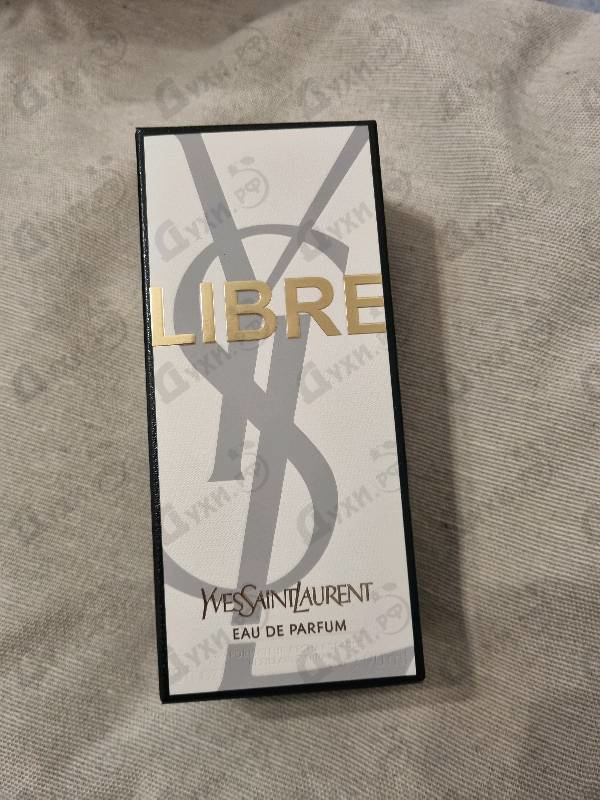 LIBRE
YVESSAINTLAURENT
EAU DE PARFUM
Духи.рф